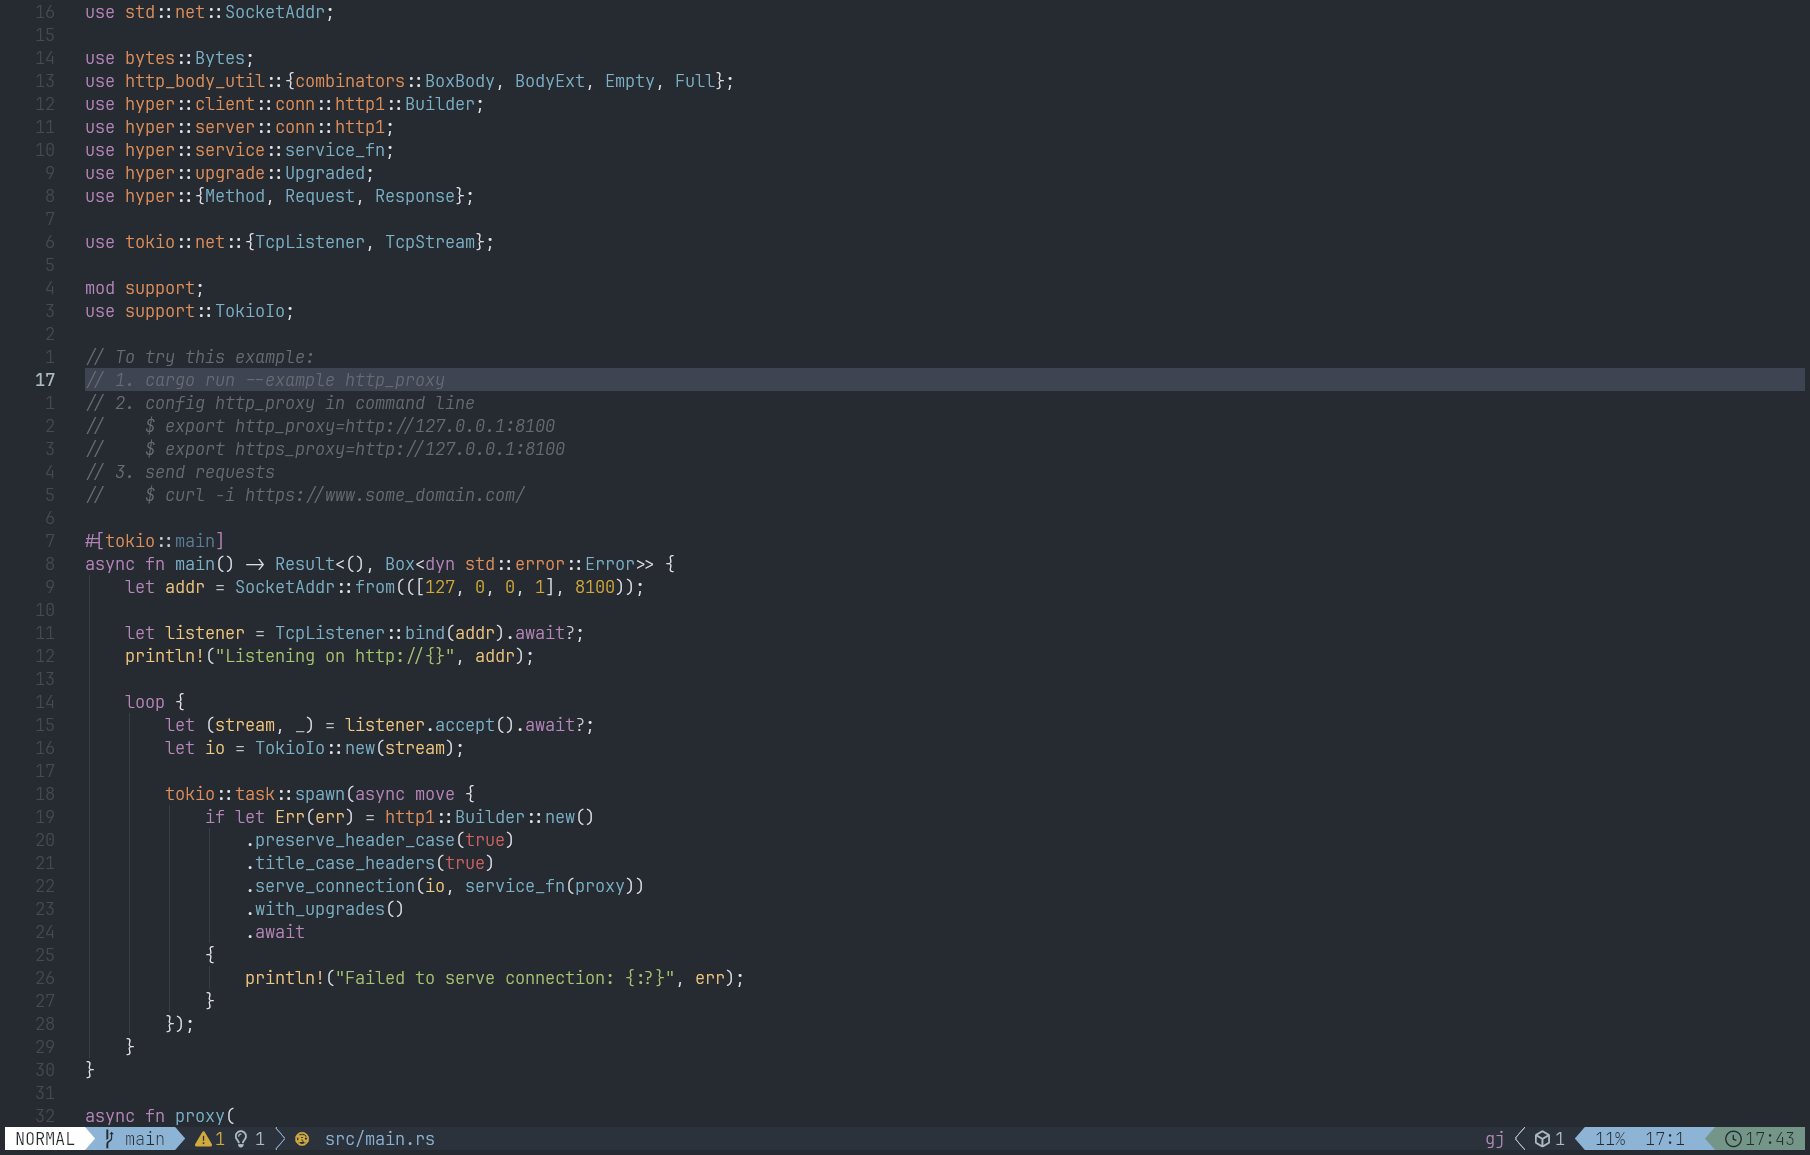 16 use std::net::SocketAddr;
15
14 use bytes::Bytes;
13 use http_body_util::{combinators::BoxBody, BodyExt, Empty, Full};
12 use hyper::client::conn::http1::Builder;
11 use hyper::server::conn::http1;
10 use hyper::service::service_fn;
9 use hyper::upgrade::Upgraded;
8 use hyper::{Method, Request, Response};
7
6 use tokio::net::{TcpListener, TcpStream};
5
4 mod support;
3 use support::TokioIo;
2
1 // To try this example:
17 // 1. cargo run --example http_proxy
1 // 2. config http_proxy in command line
2 //    $ export http_proxy=http://127.0.0.1:8100
3 //    $ export https_proxy=http://127.0.0.1:8100
4 // 3. send requests
5 //    $ curl -i https://www.some_domain.com/
6
7 #[tokio::main]
8 async fn main() -> Result<(), Box<dyn std::error::Error>> {
9     let addr = SocketAddr::from(([127, 0, 0, 1], 8100));
10
11     let listener = TcpListener::bind(addr).await?;
12     println!("Listening on http://{}", addr);
13
14     loop {
15         let (stream, _) = listener.accept().await?;
16         let io = TokioIo::new(stream);
17
18         tokio::task::spawn(async move {
19             if let Err(err) = http1::Builder::new()
20                 .preserve_header_case(true)
21                 .title_case_headers(true)
22                 .serve_connection(io, service_fn(proxy))
23                 .with_upgrades()
24                 .await
25             {
26                 println!("Failed to serve connection: {:?}", err);
27             }
28         });
29     }
30 }
31
32 async fn proxy(
NORMAL main 1 1 src/main.rs gj 1 11% 17:1 17:43